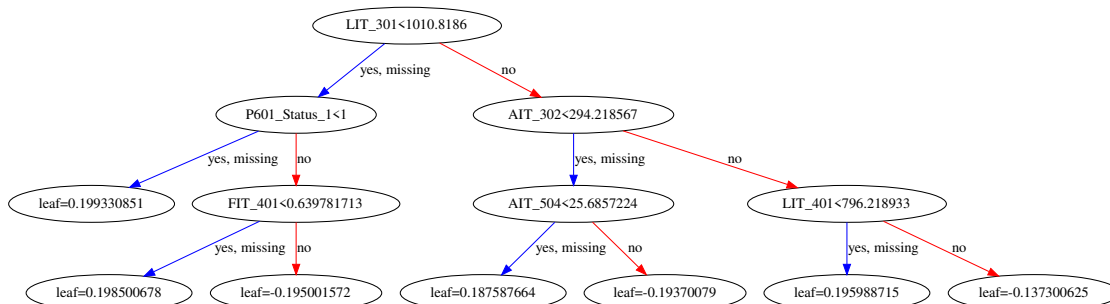 LIT_301<1010.8186
yes, missing
no
P601_Status_1<1
AIT_302<294.218567
yes, missing
no
yes, missing
no
leaf=0.199330851
FIT_401<0.639781713
AIT_504<25.6857224
LIT_401<796.218933
yes, missing
no
yes, missing
no
yes, missing
no
leaf=0.198500678
leaf=-0.195001572
leaf=0.187587664
leaf=-0.19370079
leaf=0.195988715
leaf=-0.137300625